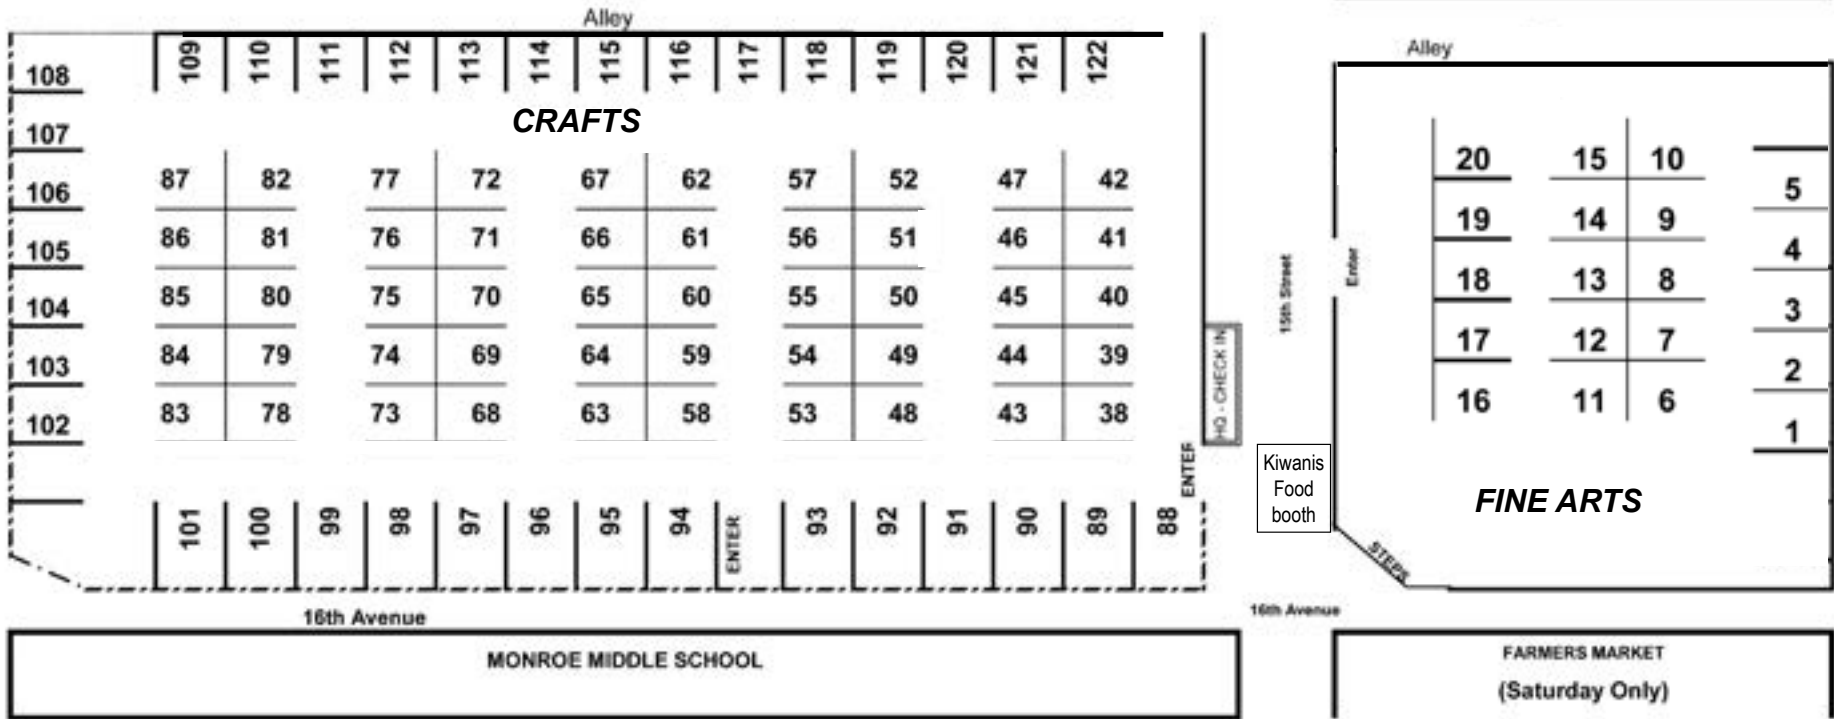 Alley
109 110 111 112 113 114 115 116 117 118 119 120 121 122
108
CRAFTS
107
106
105
104
103
102
87 82 77 72 67 62 57 52 47 42
86 81 76 71 66 61 56 51 46 41
85 80 75 70 65 60 55 50 45 40
84 79 74 69 64 59 54 49 44 39
83 78 73 68 63 58 53 48 43 38
101 100 99 98 97 96 95 94 ENTER 93 92 91 90 89 88
ENTER
HQ - CHECK IN
16th Avenue
MONROE MIDDLE SCHOOL
15th Street
Kiwanis
Food
booth
16th Avenue
Alley
Enter
20 15 10
19 14 9
18 13 8
17 12 7
16 11 6
5
4
3
2
1
FINE ARTS
STEPS
FARMERS MARKET
(Saturday Only)